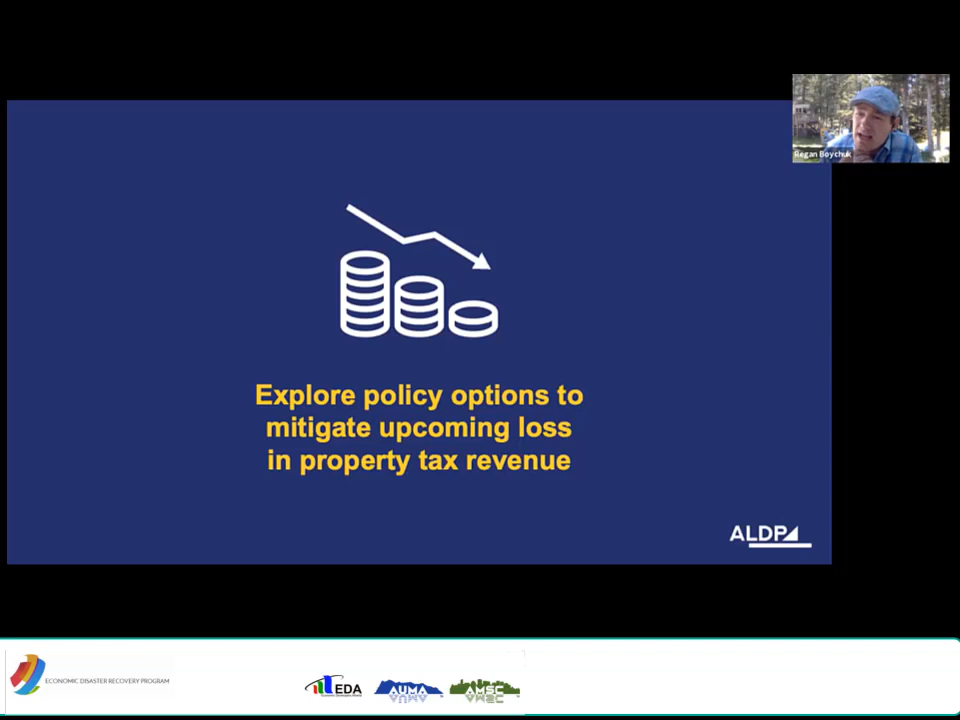 Regan Boychuk
Explore policy options to
mitigate upcoming loss
in property tax revenue
ALDP
ECONOMIC DISASTER RECOVERY PROGRAM
EDA
AUMA
AMSC